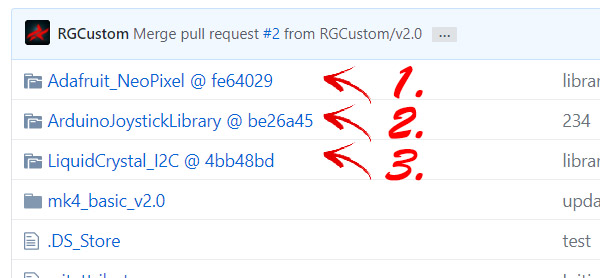 RGCustom Merge pull request #2 from RGCustom/v2.0 ...
Adafruit_NeoPixel @ fe64029 1. librar
ArduinoJoystickLibrary @ be26a45 2. 234
LiquidCrystal_I2C @ 4bb48bd 3. librar
mk4_basic_v2.0 upda
.DS_Store test